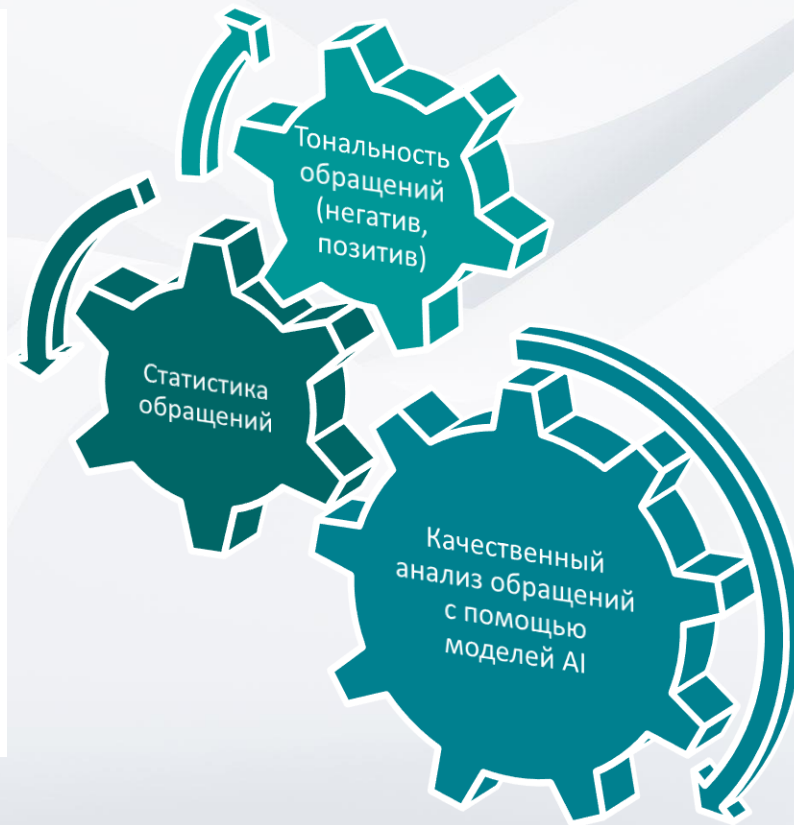 Тональность
обращений
(негатив,
позитив)
Статистика
обращений
Качественный
анализ обращений
с помощью
моделей AI